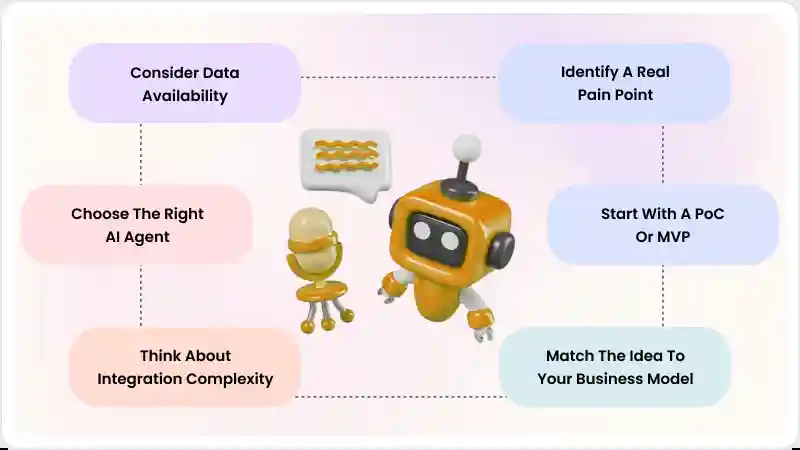 Consider Data
Availability
Identify A Real
Pain Point
Choose The Right
AI Agent
Start With A PoC
Or MVP
Think About
Integration Complexity
Match The Idea To
Your Business Model